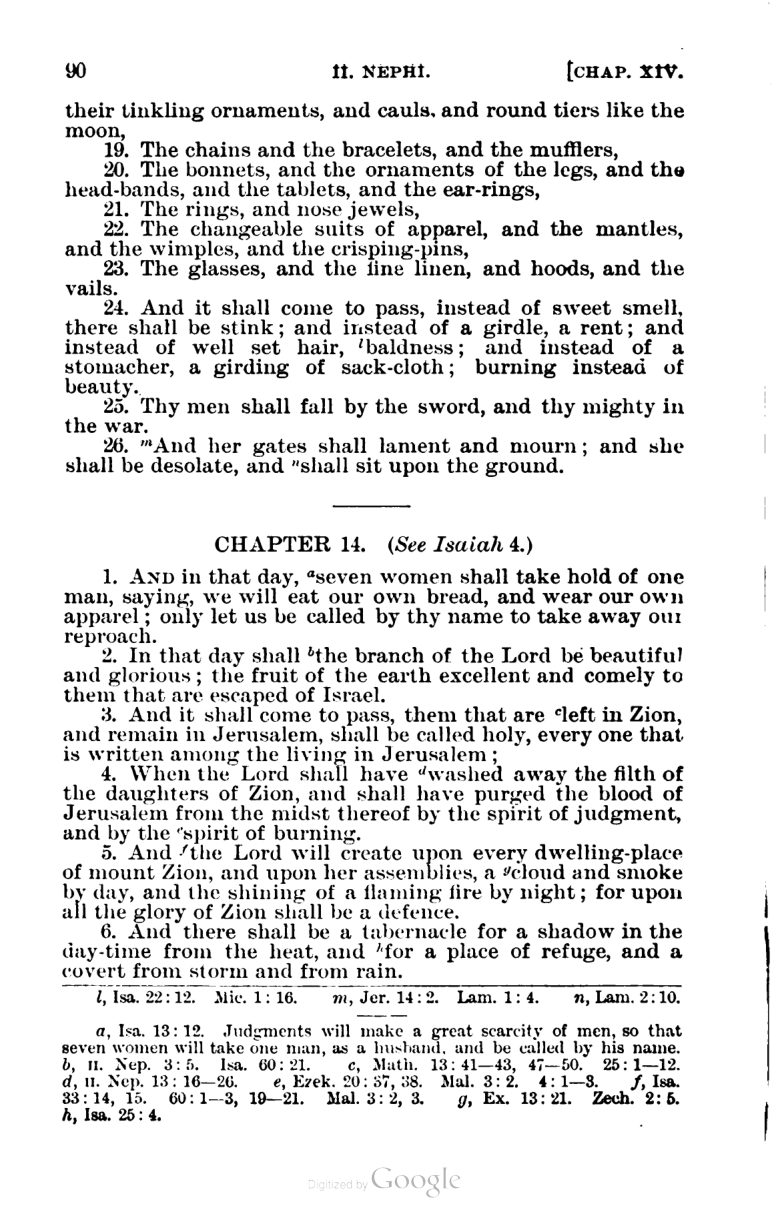 90 II. NEPHI. [CHAP. XIV.
their tinkling ornaments, and cauls, and round tiers like the
moon,
19. The chains and the bracelets, and the mufflers,
20. The bonnets, and the ornaments of the legs, and the
head-bands, and the tablets, and the ear-rings,
21. The rings, and nose jewels,
22. The changeable suits of apparel, and the mantles,
and the wimples, and the crisping-pins,
23. The glasses, and the fine linen, and hoods, and the
vails.
24. And it shall come to pass, instead of sweet smell,
there shall be stink; and instead of a girdle, a rent; and
instead of well set hair, lbaldness; and instead of a
stomacher, a girding of sack-cloth; burning instead of
beauty.
25. Thy men shall fall by the sword, and thy mighty in
the war.
26. mAnd her gates shall lament and mourn; and she
shall be desolate, and nshall sit upon the ground.
CHAPTER 14. (See Isaiah 4.)
1. AND in that day, aseven women shall take hold of one
man, saying, we will eat our own bread, and wear our own
apparel; only let us be called by thy name to take away our
reproach.
2. In that day shall bthe branch of the Lord be beautiful
and glorious; the fruit of the earth excellent and comely to
them that are escaped of Israel.
3. And it shall come to pass, them that are cleft in Zion,
and remain in Jerusalem, shall be called holy, every one that
is written among the living in Jerusalem;
4. When the Lord shall have dwashed away the filth of
the daughters of Zion, and shall have purged the blood of
Jerusalem from the midst thereof by the spirit of judgment,
and by the espirit of burning.
5. And fthe Lord will create upon every dwelling-place
of mount Zion, and upon her assemblies, a gcloud and smoke
by day, and the shining of a flaming fire by night; for upon
all the glory of Zion shall be a defence.
6. And there shall be a tabernacle for a shadow in the
day-time from the heat, and hfor a place of refuge, and a
covert from storm and from rain.
l, Isa. 22:12. Mic. 1:16. m, Jer. 14:2. Lam. 1:4. n, Lam. 2:10.
a, Isa. 13:12. Judgments will make a great scarcity of men, so that
seven women will take one man, as a husband, and be called by his name.
b, II. Nep. 3:5. Isa. 60:21. c, Math. 13:41—43, 47—50. 25:1—12.
d, II. Nep. 13:16—26. e, Ezek. 20:37, 38. Mal. 3:2. 4:1—3. f, Isa.
33:14, 15. 60:1—3, 19—21. Mal. 3:2, 3. g, Ex. 13:21. Zech. 2:5.
h, Isa. 25:4.
Digitized by Google